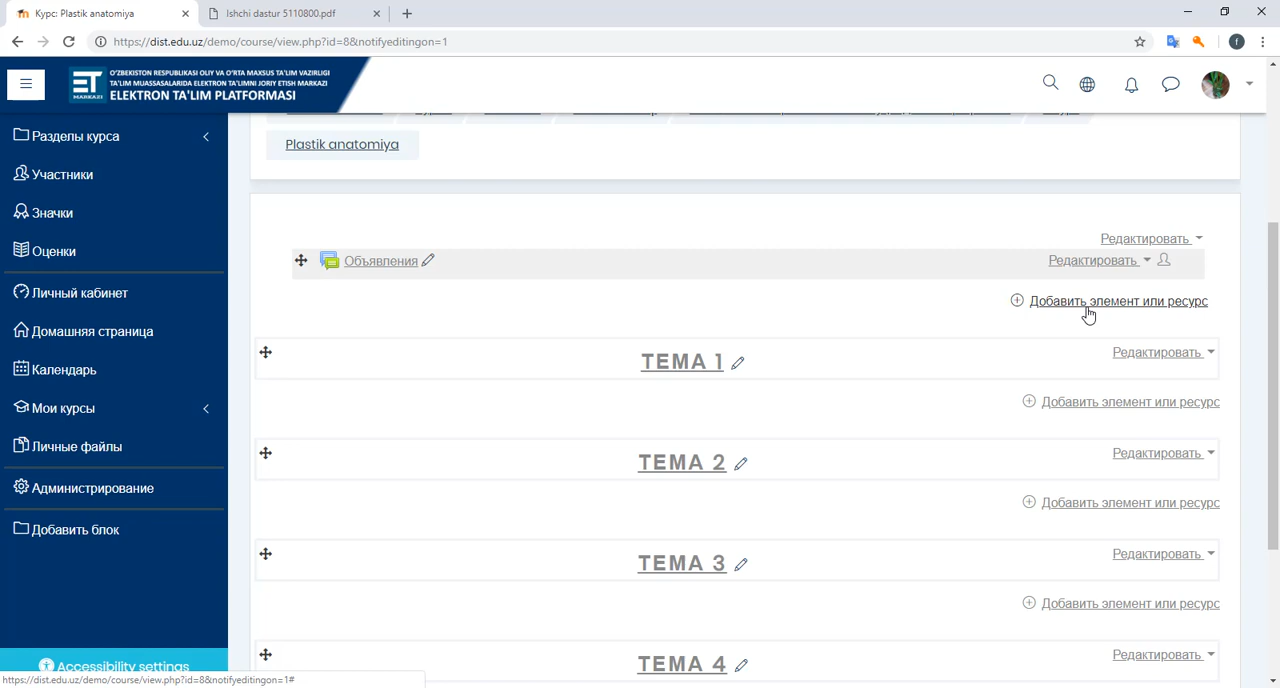 Курс: Plastik anatomiya
Ishchi dastur 5110800.pdf
https://dist.edu.uz/demo/course/view.php?id=8&notifyeditingon=1
f
ET
MARKAZI
O'ZBEKISTON RESPUBLIKASI OLIY VA O'RTA MAXSUS TA'LIM VAZIRLIGI
TA'LIM MUASSASALARIDA ELEKTRON TA'LIMNI JORIY ETISH MARKAZI
ELEKTRON TA'LIM PLATFORMASI
Разделы курса
Участники
Значки
Оценки
Личный кабинет
Домашняя страница
Календарь
Мои курсы
Личные файлы
Администрирование
Добавить блок
Accessibility settings
Plastik anatomiya
Редактировать
Объявления
Редактировать
Добавить элемент или ресурс
ТЕМА 1
Редактировать
Добавить элемент или ресурс
ТЕМА 2
Редактировать
Добавить элемент или ресурс
ТЕМА 3
Редактировать
Добавить элемент или ресурс
ТЕМА 4
Редактировать
https://dist.edu.uz/demo/course/view.php?id=8&notifyeditingon=1#